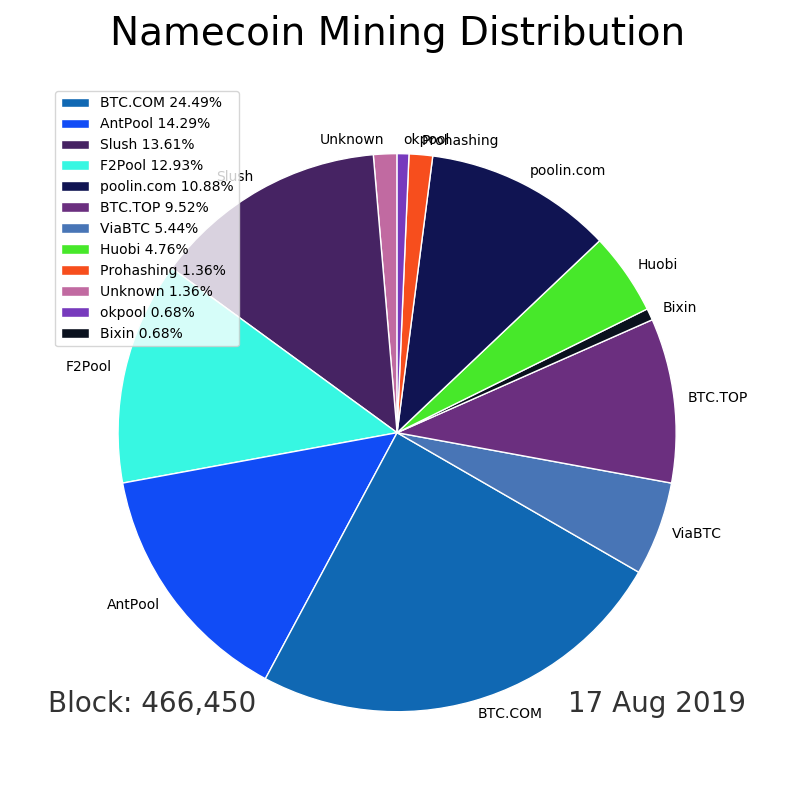 Namecoin Mining Distribution
BTC.COM 24.49%
AntPool 14.29%
Slush 13.61%
F2Pool 12.93%
poolin.com 10.88%
BTC.TOP 9.52%
ViaBTC 5.44%
Huobi 4.76%
Prohashing 1.36%
Unknown 1.36%
okpool 0.68%
Bixin 0.68%
Unknown
okpool
Prohashing
poolin.com
Slush
Huobi
Bixin
F2Pool
BTC.TOP
ViaBTC
AntPool
BTC.COM
Block: 466,450
17 Aug 2019